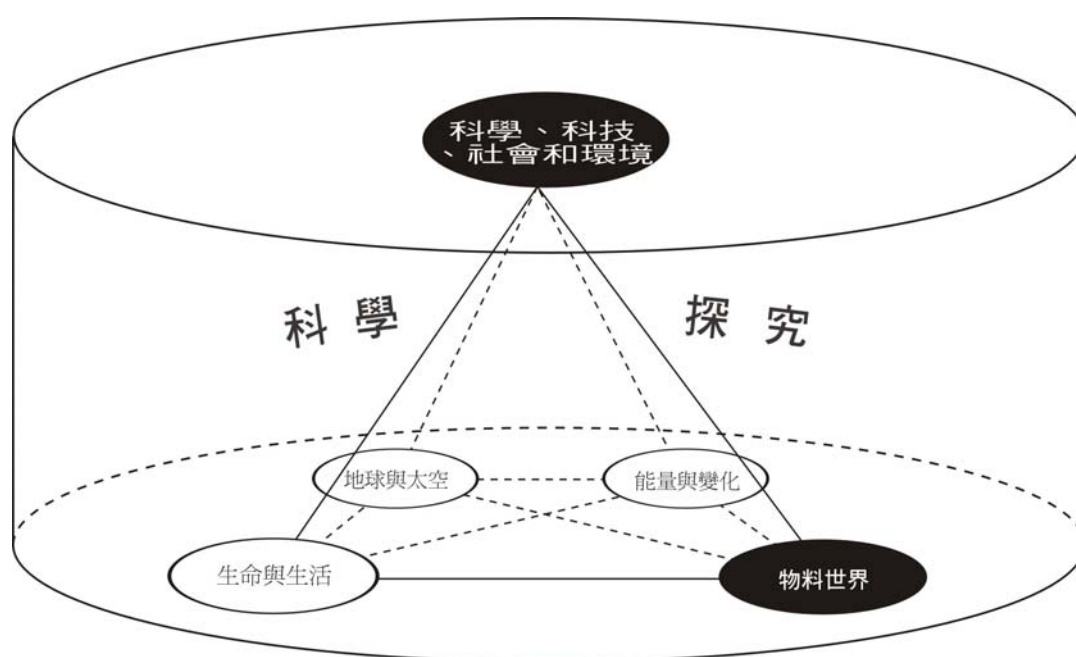 科學、科技
、社會和環境
科學 探究
地球與太空
能量與變化
生命與生活
物料世界